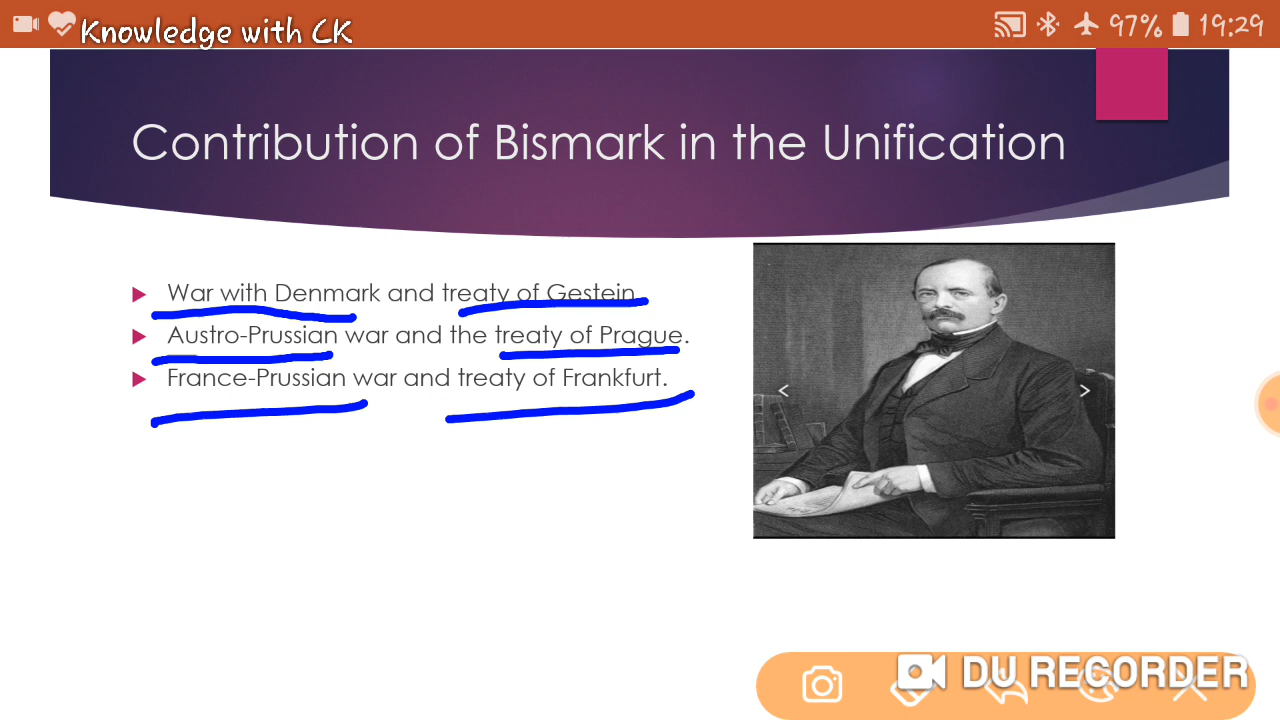 Knowledge with CK
97% 19:29
Contribution of Bismark in the Unification
War with Denmark and treaty of Gestein
Austro-Prussian war and the treaty of Prague.
France-Prussian war and treaty of Frankfurt.
DU RECORDER